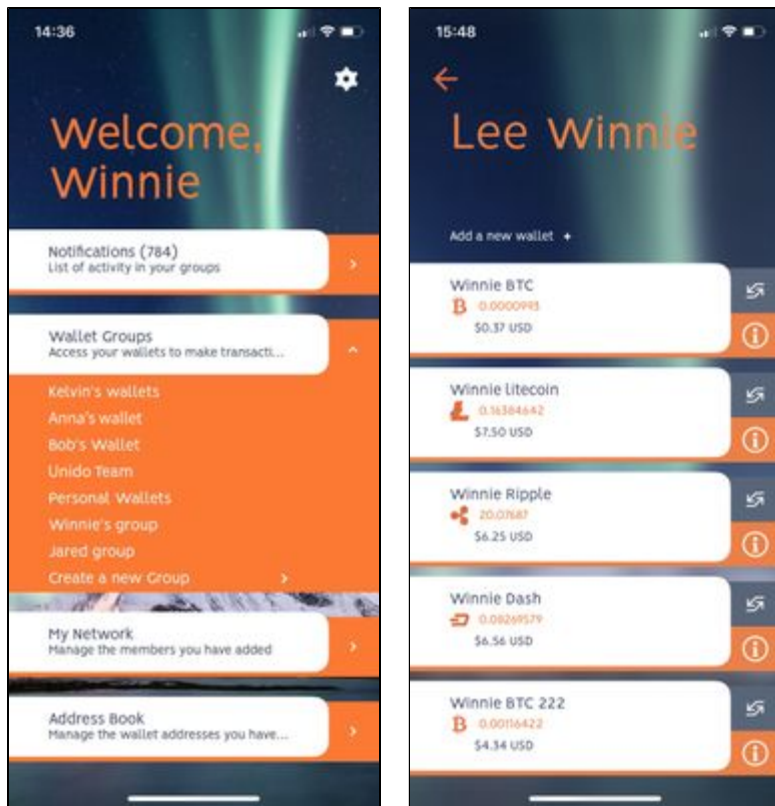 14:36
Welcome,
Winnie
Notifications (784)
List of activity in your groups
Wallet Groups
Access your wallets to make transacti...
Kelvin's wallets
Anna's wallet
Bob's Wallet
Unido Team
Personal Wallets
Winnie's group
Jared group
Create a new Group
My Network
Manage the members you have added
Address Book
Manage the wallet addresses you have...
15:48
Lee Winnie
Add a new wallet +
Winnie BTC
0.0000993
$0.37 USD
Winnie litecoin
0.16384642
$7.50 USD
Winnie Ripple
20.07687
$6.25 USD
Winnie Dash
0.08269579
$6.56 USD
Winnie BTC 222
0.00116422
$4.34 USD